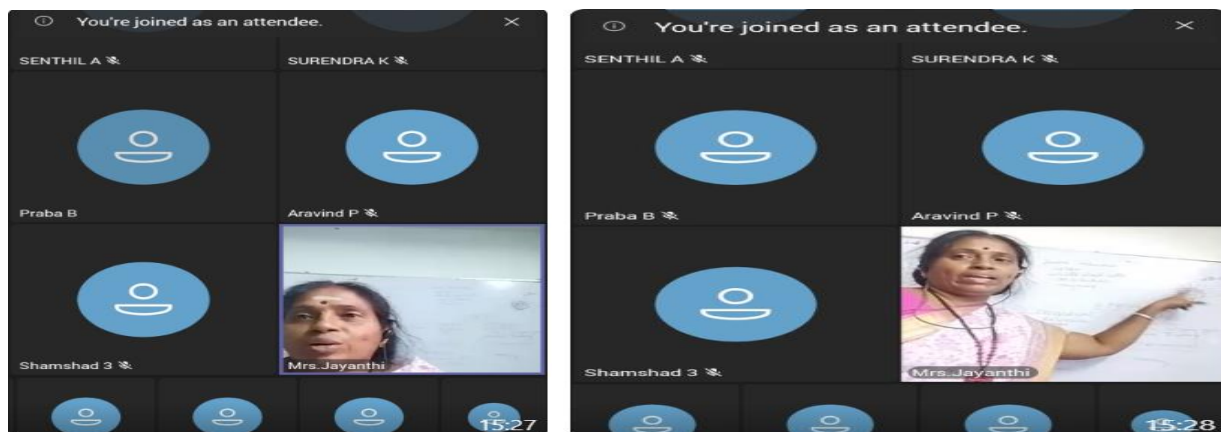 You're joined as an attendee.
SENTHIL A
SURENDRA K
Praba B
Aravind P
Shamshad 3
Mrs.Jayanthi
15:27
You're joined as an attendee.
SENTHIL A
SURENDRA K
Praba B
Aravind P
Shamshad 3
Mrs.Jayanthi
15:28